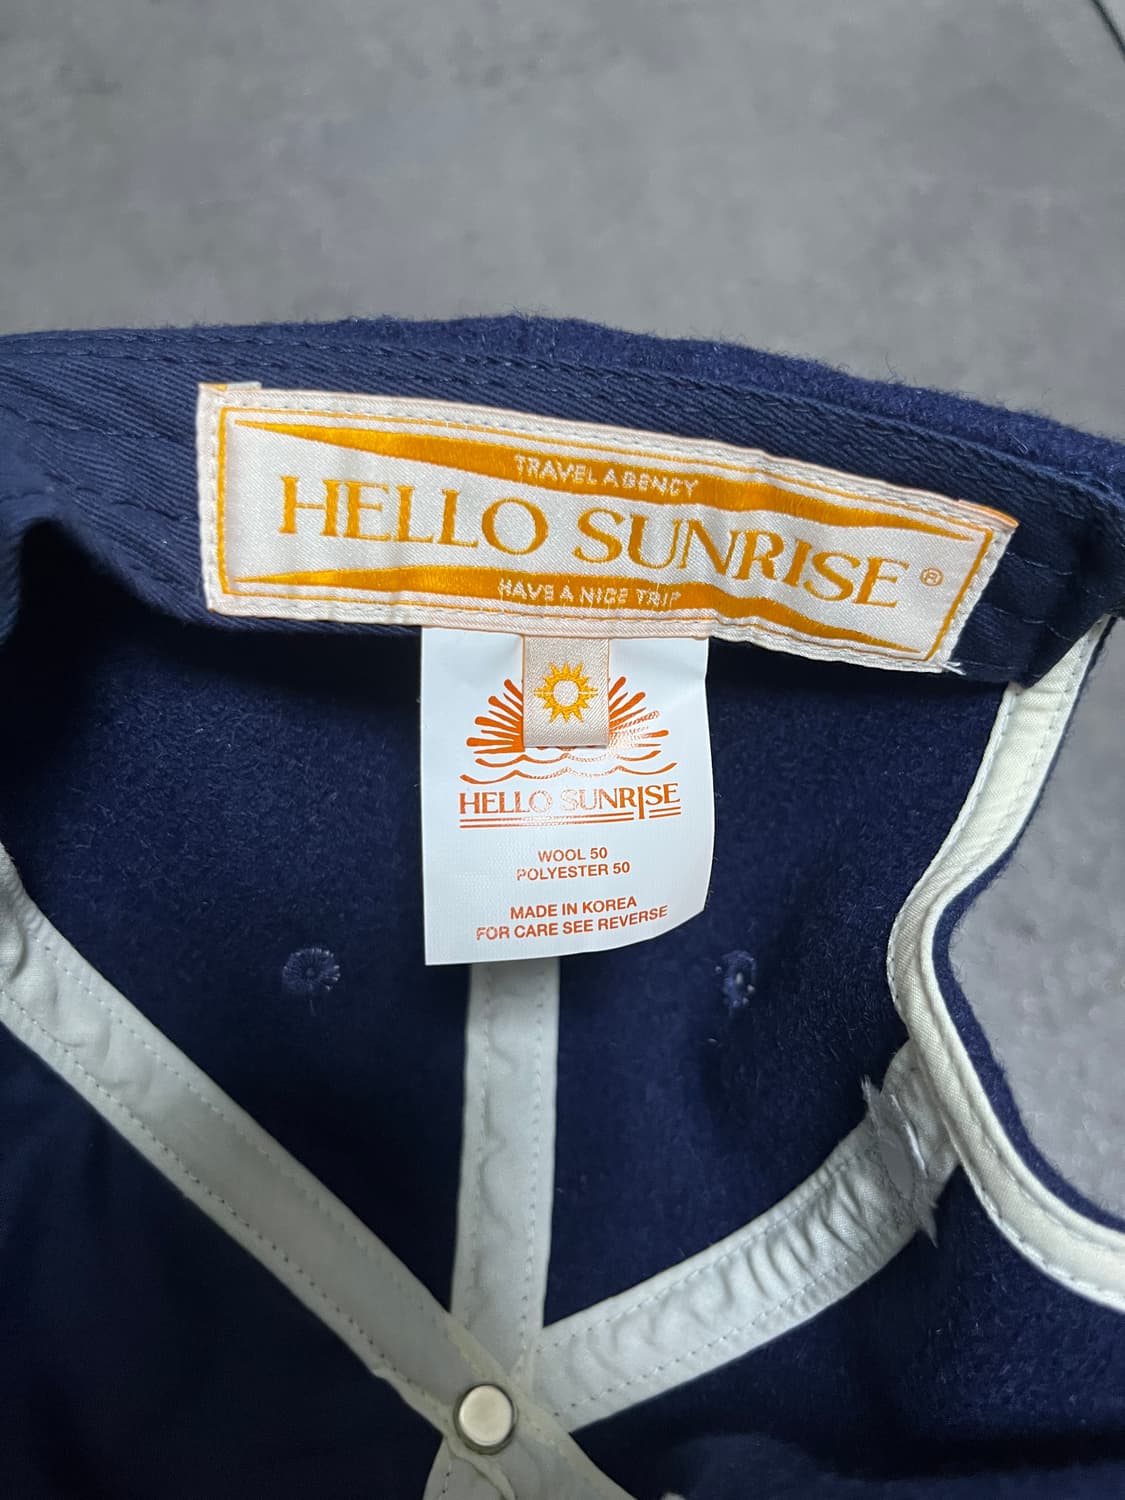 TRAVEL AGENCY
HELLO SUNRISE ®
HAVE A NICE TRIP
HELLO SUNRISE
WOOL 50
POLYESTER 50
MADE IN KOREA
FOR CARE SEE REVERSE